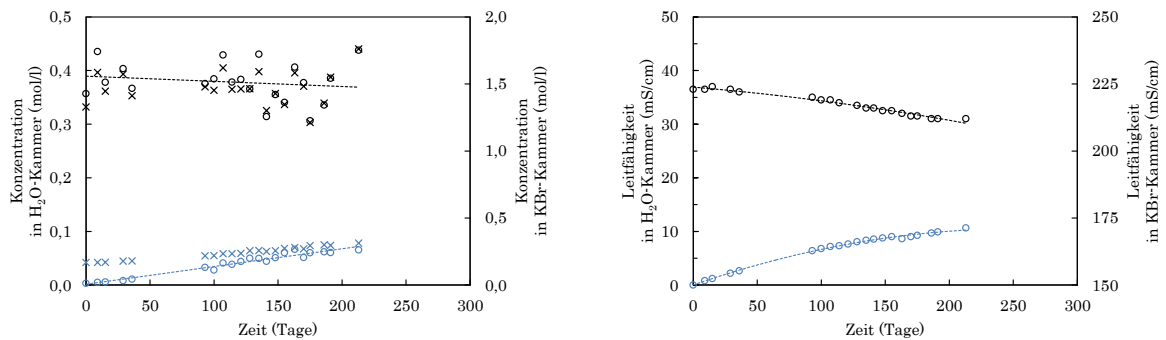 0,5
0,4
0,3
0,2
0,1
0,0
Konzentration
in H₂O-Kammer (mol/l)
2,0
1,5
1,0
0,5
0,0
Konzentration
in KBr-Kammer (mol/l)
0 50 100 150 200 250 300
Zeit (Tage)
60
50
40
30
20
10
0
Leitfähigkeit
in H₂O-Kammer (mS/cm)
250
225
200
175
150
Leitfähigkeit
in KBr-Kammer (mS/cm)
0 50 100 150 200 250 300
Zeit (Tage)